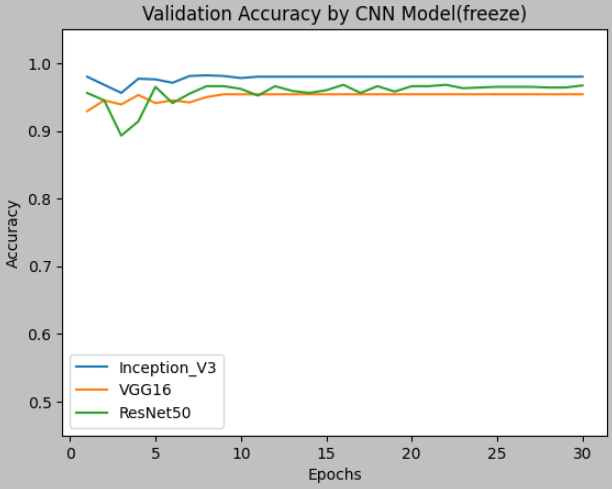 Validation Accuracy by CNN Model(freeze)
1.0
0.9
0.8
0.7
0.6
0.5
Accuracy
Inception_V3
VGG16
ResNet50
0 5 10 15 20 25 30
Epochs